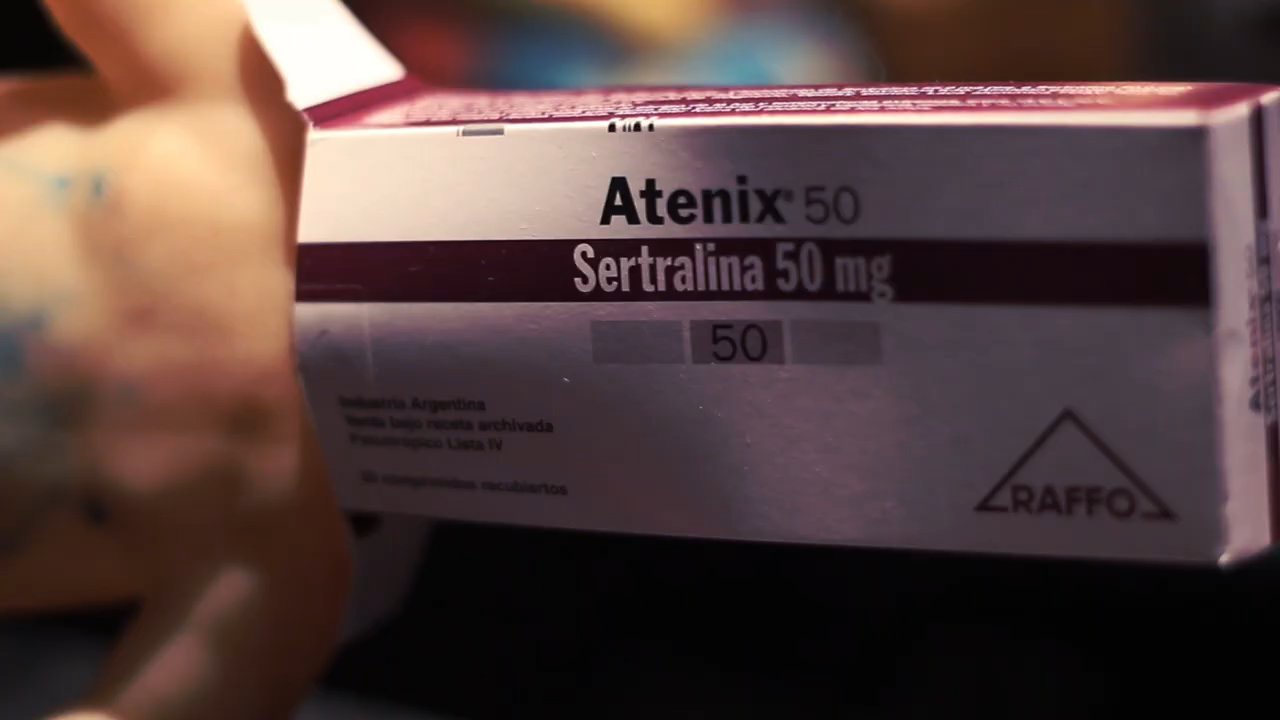 Atenix® 50
Sertralina 50 mg
50
Industria Argentina
Venta bajo receta archivada
Psicotrópico Lista IV
comprimidos recubiertos
RAFFO